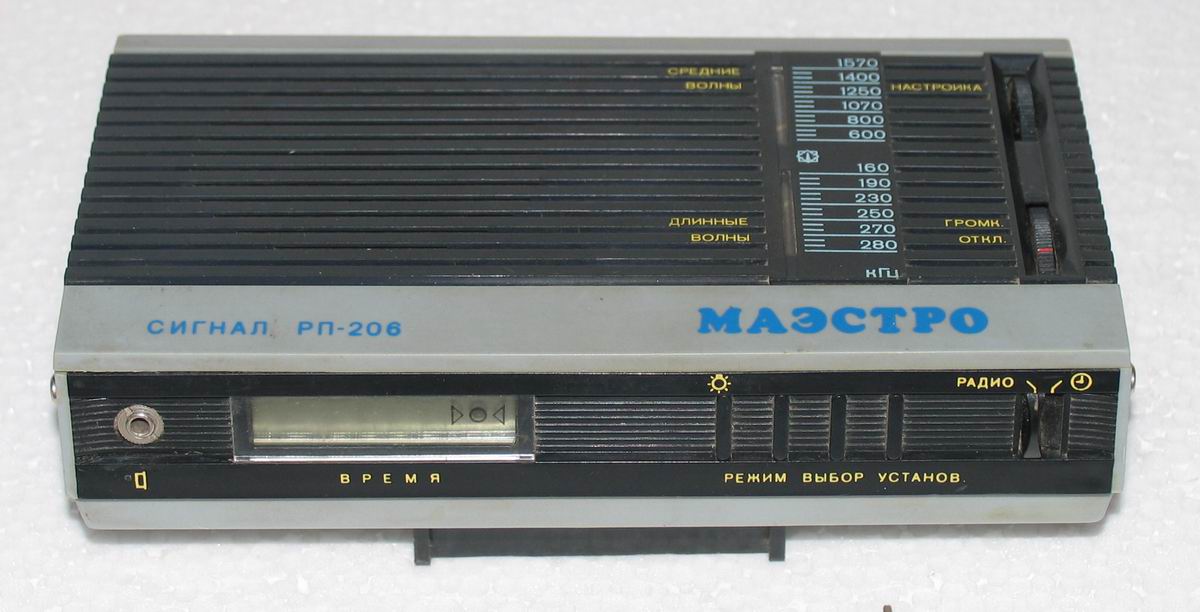 СРЕДНИЕ
ВОЛНЫ
1570
1400
1250
1070
800
600
НАСТРОЙКА
160
190
230
250
270
280
кГц
ДЛИННЫЕ
ВОЛНЫ
ГРОМК.
ОТКЛ.
СИГНАЛ РП-206
МАЭСТРО
РАДИО
ВРЕМЯ
РЕЖИМ ВЫБОР УСТАНОВ.